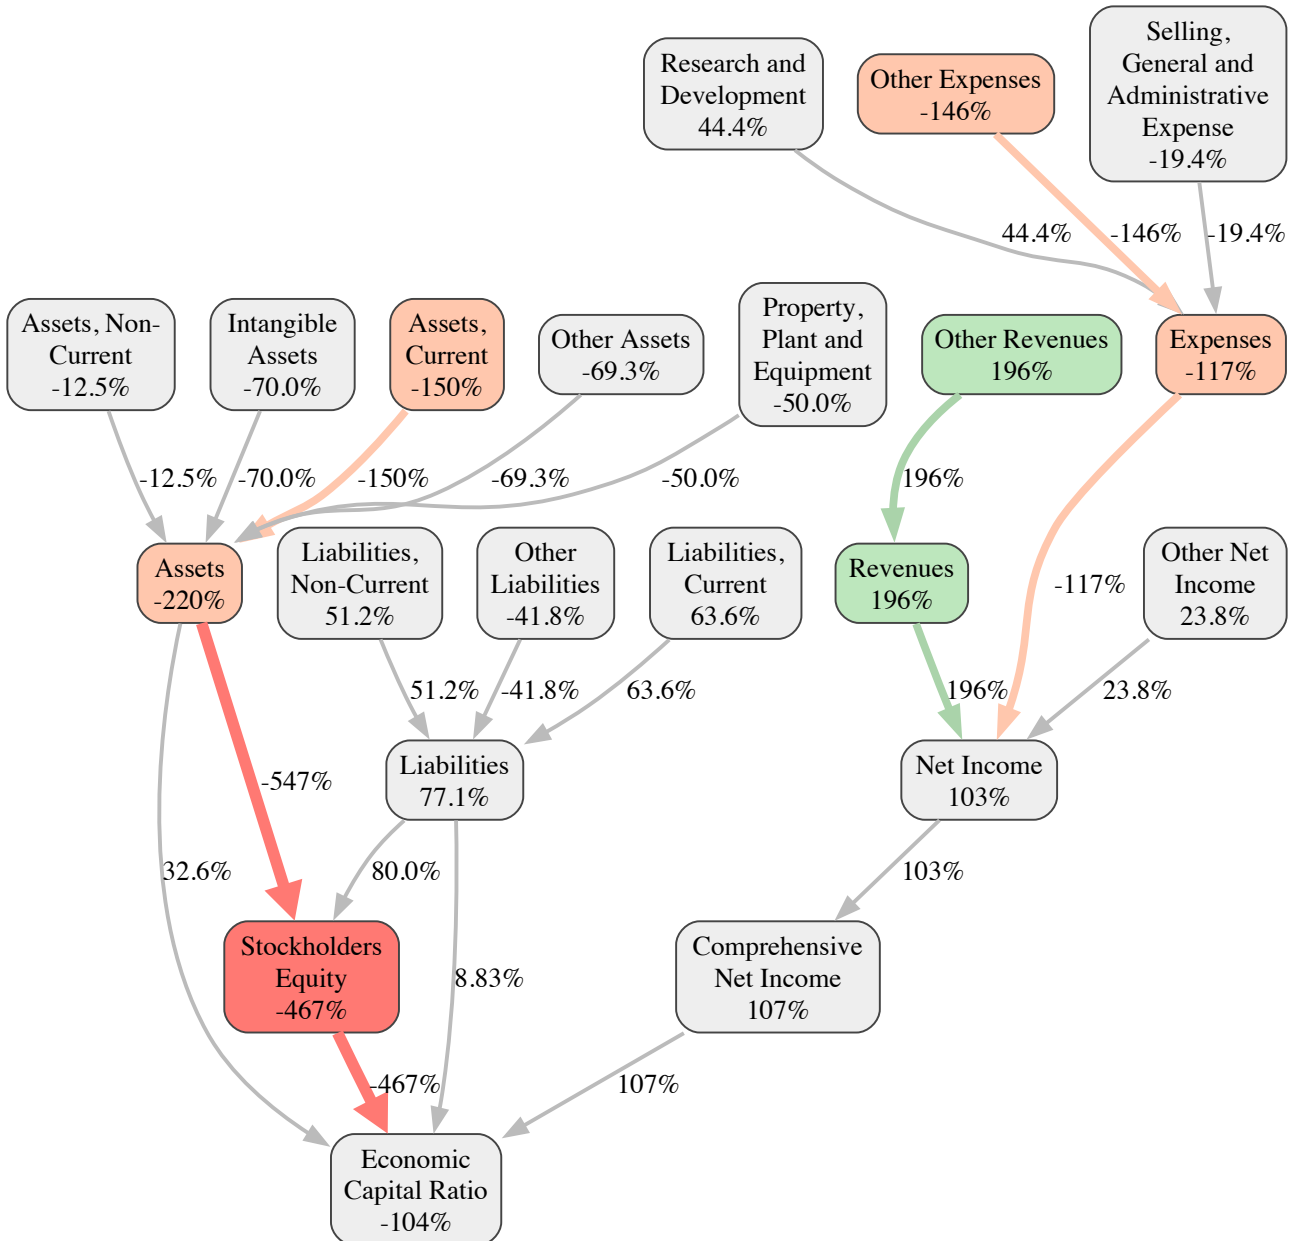 Research and
Development
44.4%
Other Expenses
-146%
Selling,
General and
Administrative
Expense
-19.4%
44.4%
-146%
-19.4%
Assets, Non-
Current
-12.5%
Intangible
Assets
-70.0%
Assets,
Current
-150%
Other Assets
-69.3%
Property,
Plant and
Equipment
-50.0%
Other Revenues
196%
Expenses
-117%
-12.5%
-70.0%
-150%
-69.3%
-50.0%
196%
Assets
-220%
Liabilities,
Non-Current
51.2%
Other
Liabilities
-41.8%
Liabilities,
Current
63.6%
Revenues
196%
-117%
Other Net
Income
23.8%
51.2%
-41.8%
63.6%
196%
23.8%
-547%
Liabilities
77.1%
Net Income
103%
32.6%
80.0%
103%
Stockholders
Equity
-467%
8.83%
Comprehensive
Net Income
107%
-467%
107%
Economic
Capital Ratio
-104%